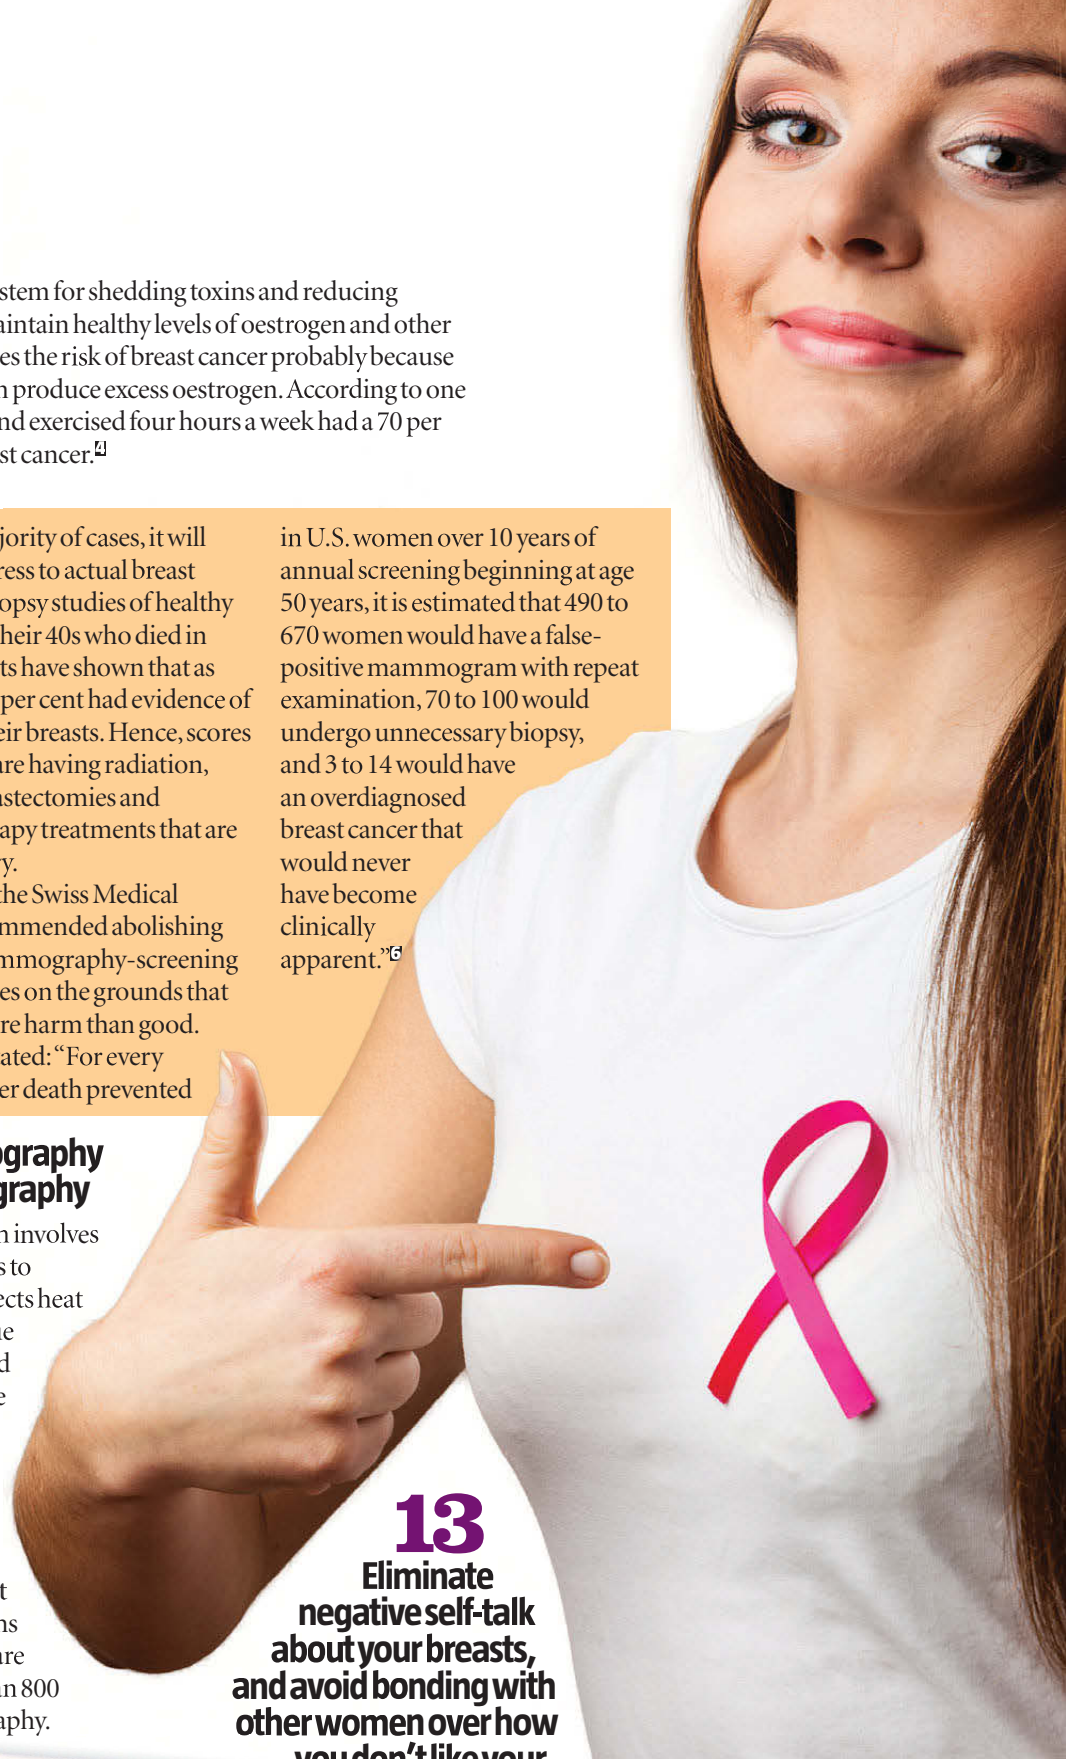 stem for shedding toxins and reducing
aintain healthy levels of oestrogen and other
es the risk of breast cancer probably because
n produce excess oestrogen. According to one
nd exercised four hours a week had a 70 per
st cancer.4
jority of cases, it will
ress to actual breast
opsy studies of healthy
heir 40s who died in
ts have shown that as
per cent had evidence of
eir breasts. Hence, scores
are having radiation,
astectomies and
apy treatments that are
y.
the Swiss Medical
mmended abolishing
mmography-screening
es on the grounds that
re harm than good.
ated: “For every
er death prevented
in U.S. women over 10 years of
annual screening beginning at age
50 years, it is estimated that 490 to
670 women would have a false-
positive mammogram with repeat
examination, 70 to 100 would
undergo unnecessary biopsy,
and 3 to 14 would have
an overdiagnosed
breast cancer that
would never
have become
clinically
apparent.”6
ography
graphy
n involves
s to
ects heat
ue
d
e
t
ns
are
an 800
aphy.
13
Eliminate
negative self-talk
about your breasts,
and avoid bonding with
other women over how
you don’t like your